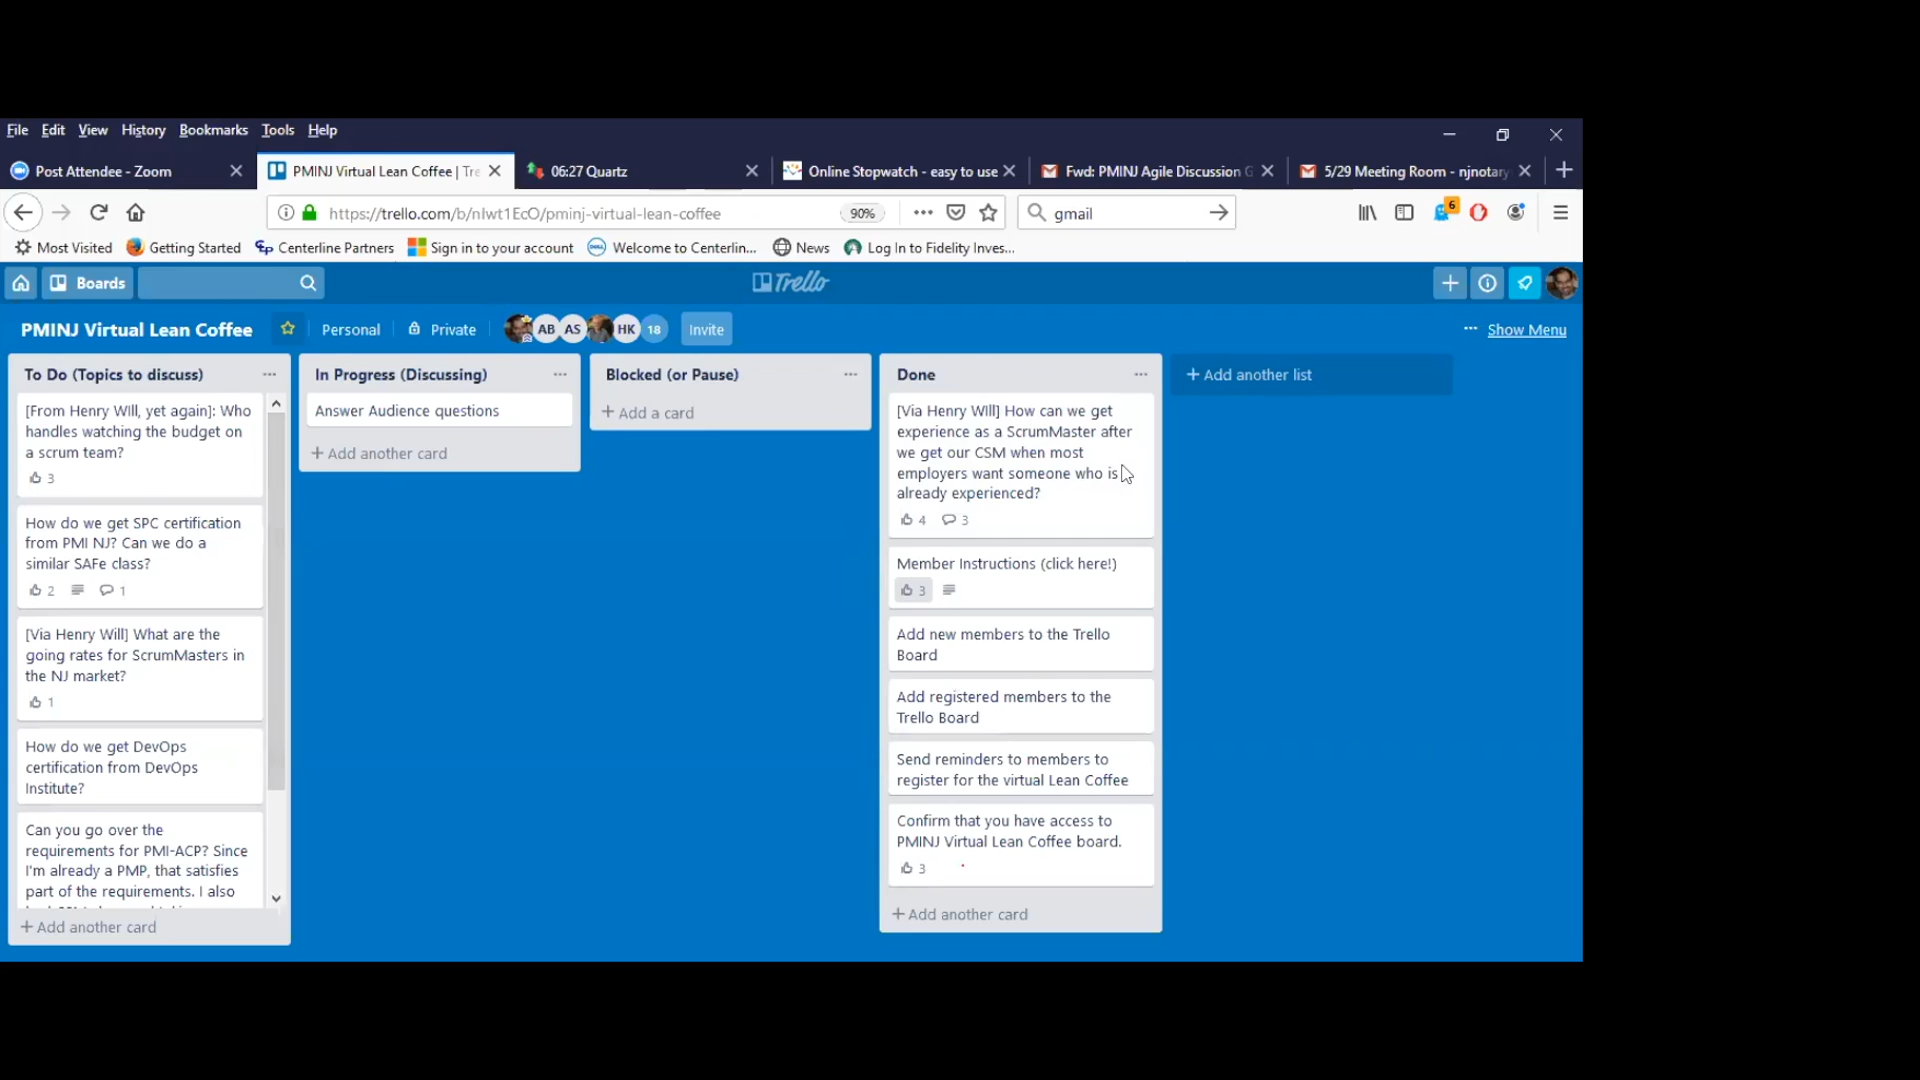 File Edit View History Bookmarks Tools Help
Post Attendee - Zoom
PMINJ Virtual Lean Coffee | Tre
06:27 Quartz
Online Stopwatch - easy to use
Fwd: PMINJ Agile Discussion G
5/29 Meeting Room - njnotary
https://trello.com/b/nIwt1EcO/pminj-virtual-lean-coffee
90%
gmail
6
Most Visited
Getting Started
Centerline Partners
Sign in to your account
Welcome to Centerlin...
News
Log In to Fidelity Inves...
Boards
Trello
PMINJ Virtual Lean Coffee
Personal
Private
AB
AS
HK
18
Invite
Show Menu
To Do (Topics to discuss)
[From Henry WIll, yet again]: Who
handles watching the budget on
a scrum team?
3
How do we get SPC certification
from PMI NJ? Can we do a
similar SAFe class?
2
1
[Via Henry Will] What are the
going rates for ScrumMasters in
the NJ market?
1
How do we get DevOps
certification from DevOps
Institute?
Can you go over the
requirements for PMI-ACP? Since
I'm already a PMP, that satisfies
part of the requirements. I also
+ Add another card
In Progress (Discussing)
Answer Audience questions
+ Add another card
Blocked (or Pause)
+ Add a card
Done
[Via Henry WIll] How can we get
experience as a ScrumMaster after
we get our CSM when most
employers want someone who is
already experienced?
4
3
Member Instructions (click here!)
3
Add new members to the Trello
Board
Add registered members to the
Trello Board
Send reminders to members to
register for the virtual Lean Coffee
Confirm that you have access to
PMINJ Virtual Lean Coffee board.
3
+ Add another card
+ Add another list